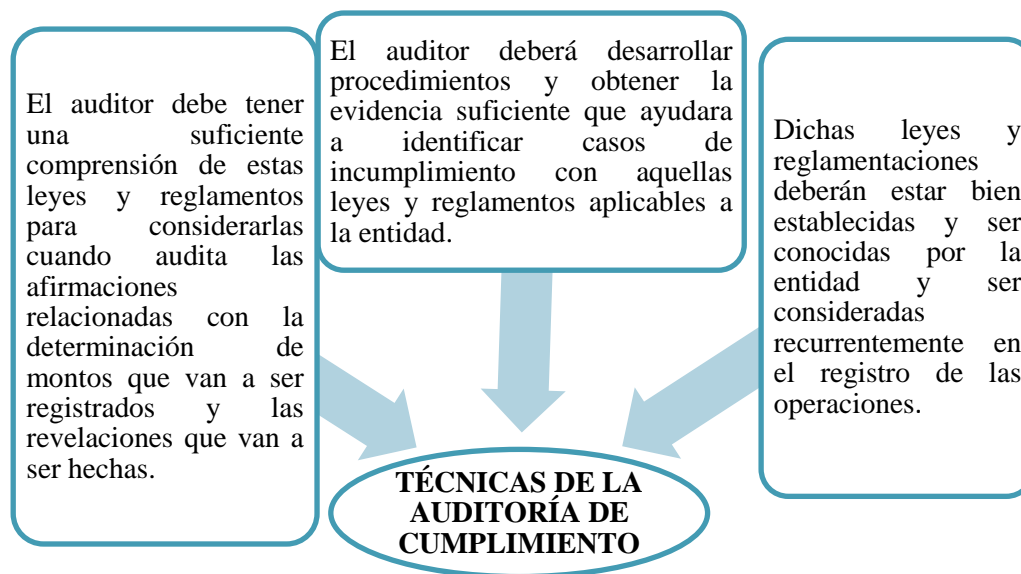 El auditor debe tener
una suficiente
comprensión de estas
leyes y reglamentos
para considerarlas
cuando audita las
afirmaciones
relacionadas con la
determinación de
montos que van a ser
registrados y las
revelaciones que van a
ser hechas.
El auditor deberá desarrollar
procedimientos y obtener la
evidencia suficiente que ayudara
a identificar casos de
incumplimiento con aquellas
leyes y reglamentos aplicables a
la entidad.
Dichas leyes y
reglamentaciones
deberán estar bien
establecidas y ser
conocidas por la
entidad y ser
consideradas
recurrentemente en
el registro de las
operaciones.
TÉCNICAS DE LA
AUDITORÍA DE
CUMPLIMIENTO